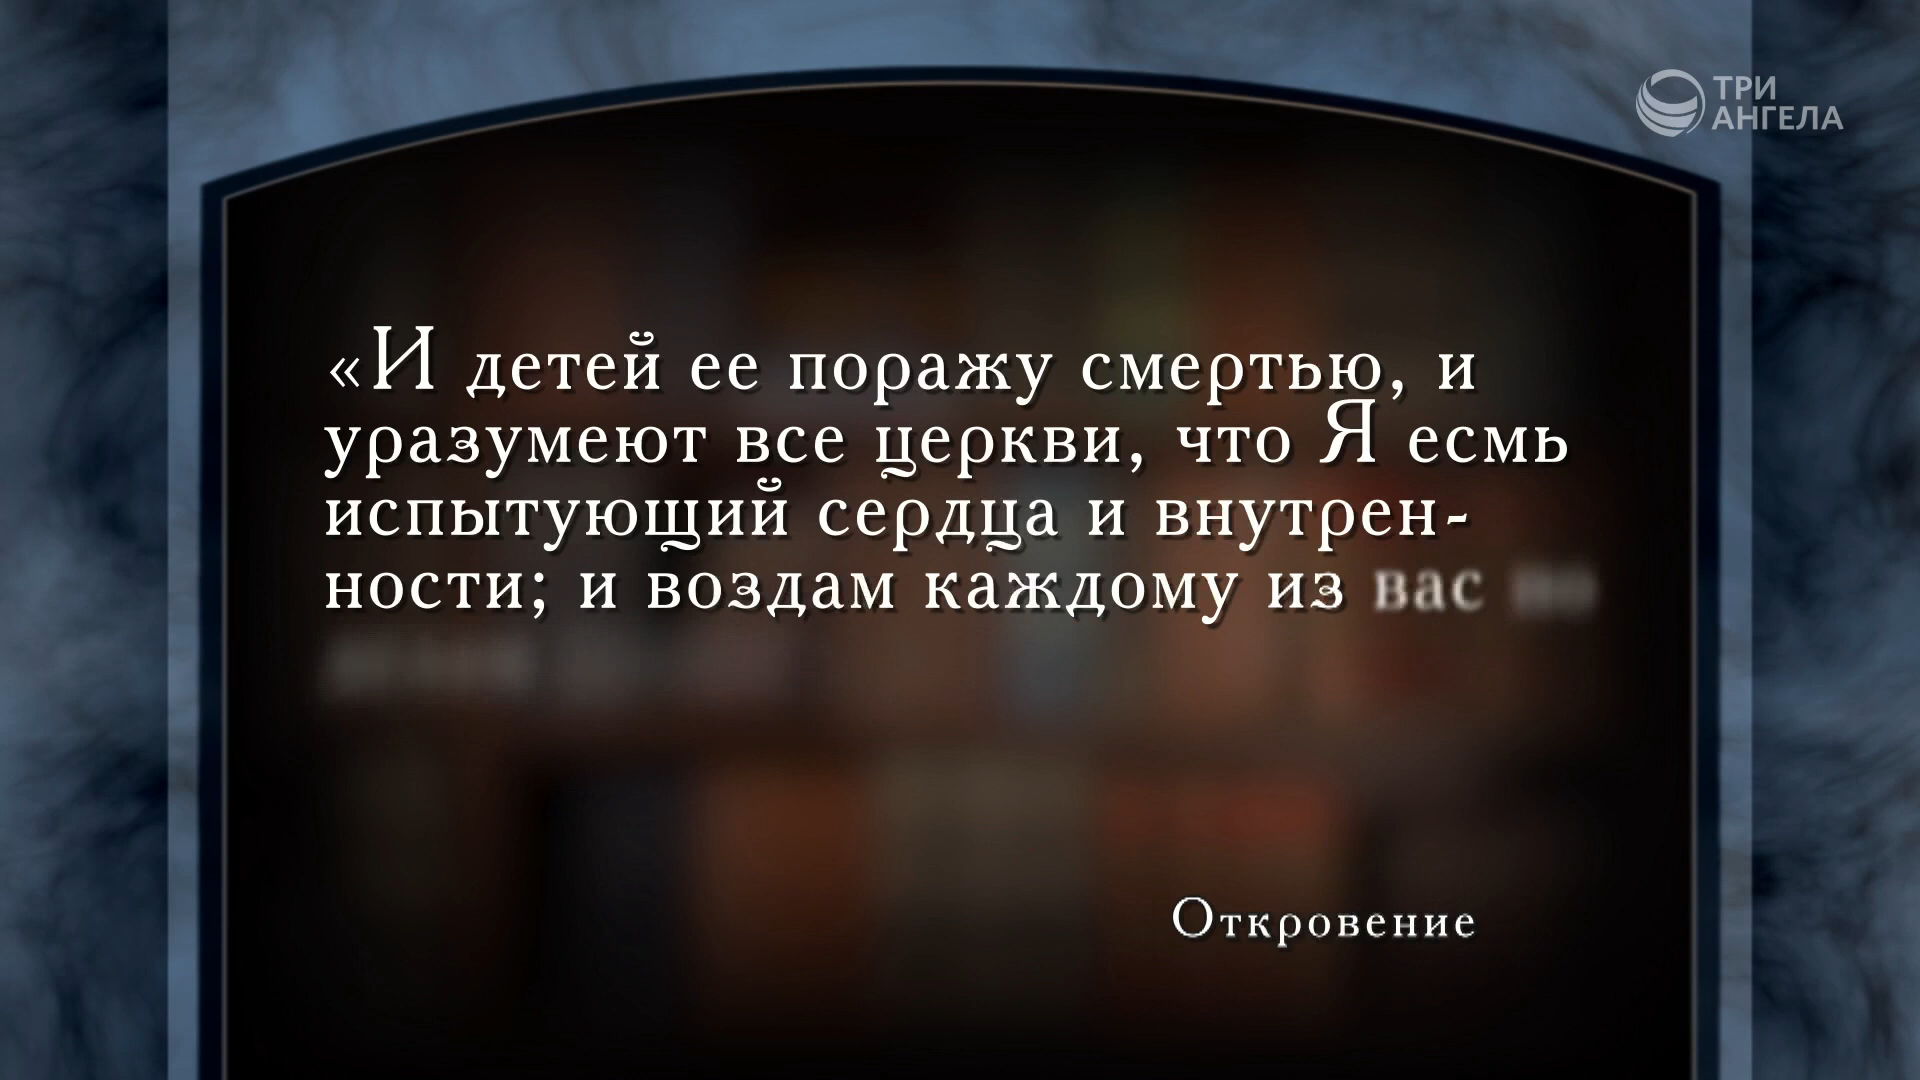 ТРИ
АНГЕЛА
«И детей ее поражу смертью, и
уразумеют все церкви, что Я есмь
испытующий сердца и внутрен-
ности; и воздам каждому из вас по
Откровение